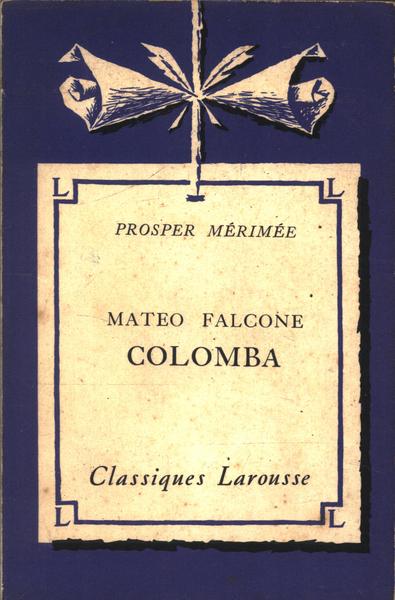 L L
PROSPER MÉRIMÉE
MATEO FALCONE
COLOMBA
Classiques Larousse
L L